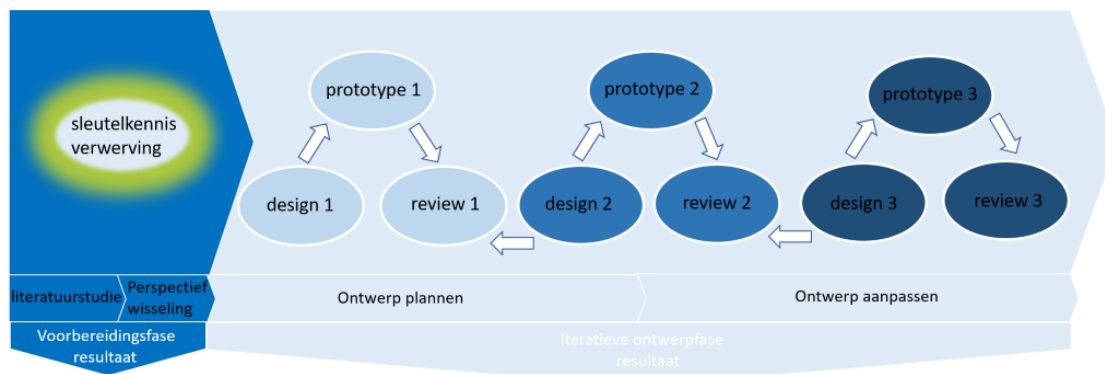 sleutelkennis
verwerving
prototype 1
design 1
review 1
prototype 2
design 2
review 2
prototype 3
design 3
review 3
literatuurstudie
Perspectief
wisseling
Ontwerp plannen
Ontwerp aanpassen
Voorbereidingsfase
resultaat
Iteratieve ontwerpfase
resultaat